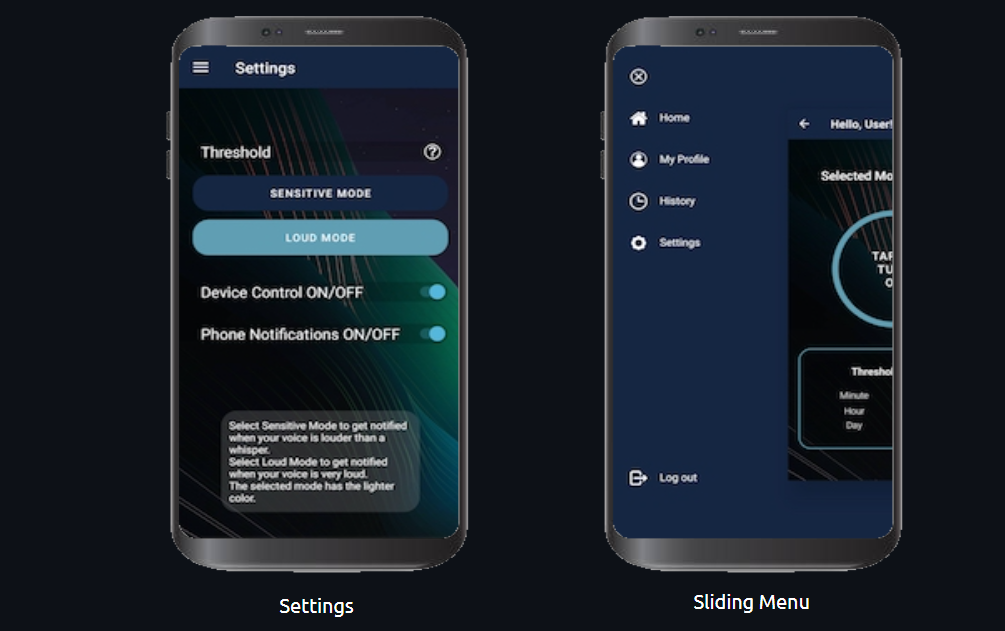 Settings
Threshold
SENSITIVE MODE
LOUD MODE
Device Control ON/OFF
Phone Notifications ON/OFF
Select Sensitive Mode to get notified
when your voice is louder than a
whisper.
Select Loud Mode to get notified
when your voice is very loud.
The selected mode has the lighter
color.
Settings
Home
My Profile
History
Settings
Log out
Hello, User!
Selected Mo
TAP
TU
O
Threshol
Minute
Hour
Day
Sliding Menu